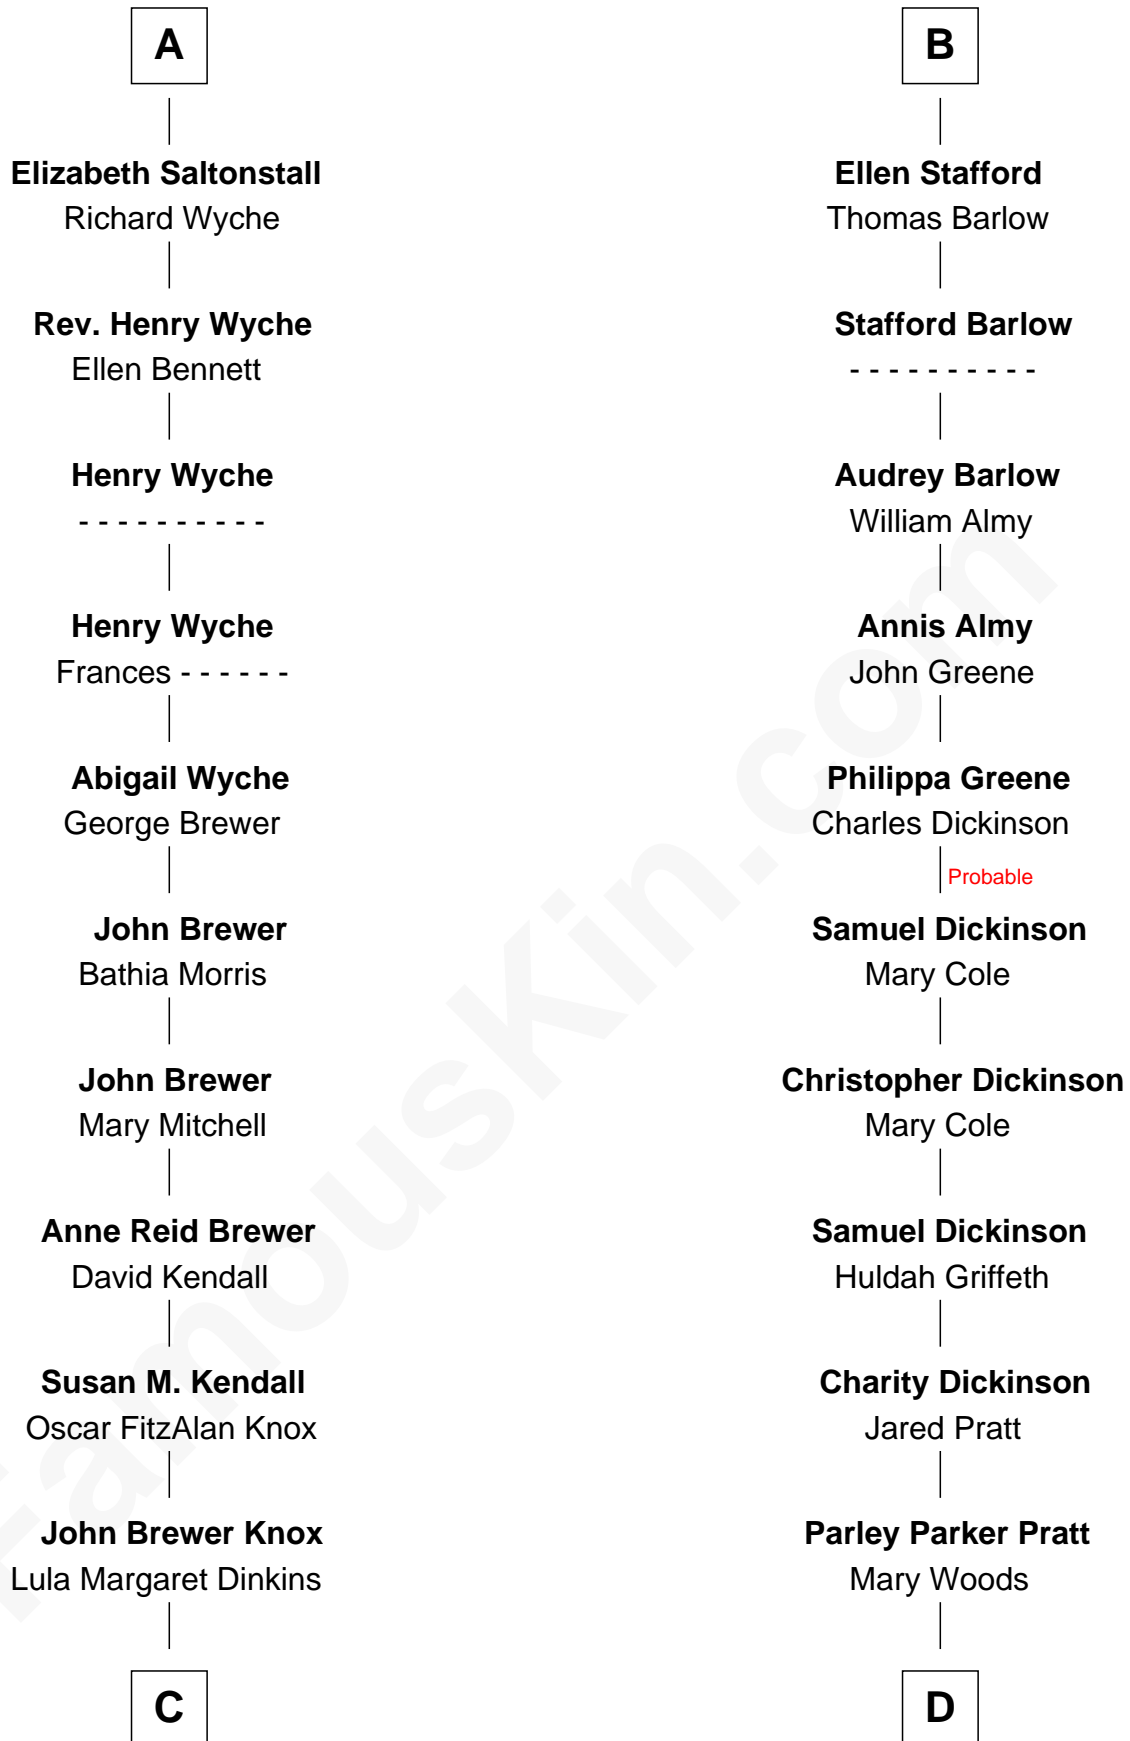 A
Elizabeth Saltonstall
Richard Wyche
Rev. Henry Wyche
Ellen Bennett
Henry Wyche
- - - - - - - - - -
Henry Wyche
Frances - - - - - -
Abigail Wyche
George Brewer
John Brewer
Bathia Morris
John Brewer
Mary Mitchell
Anne Reid Brewer
David Kendall
Susan M. Kendall
Oscar FitzAlan Knox
John Brewer Knox
Lula Margaret Dinkins
C
B
Ellen Stafford
Thomas Barlow
Stafford Barlow
- - - - - - - - - -
Audrey Barlow
William Almy
Annis Almy
John Greene
Philippa Greene
Charles Dickinson
Probable
Samuel Dickinson
Mary Cole
Christopher Dickinson
Mary Cole
Samuel Dickinson
Huldah Griffeth
Charity Dickinson
Jared Pratt
Parley Parker Pratt
Mary Woods
D
FamousKin.com